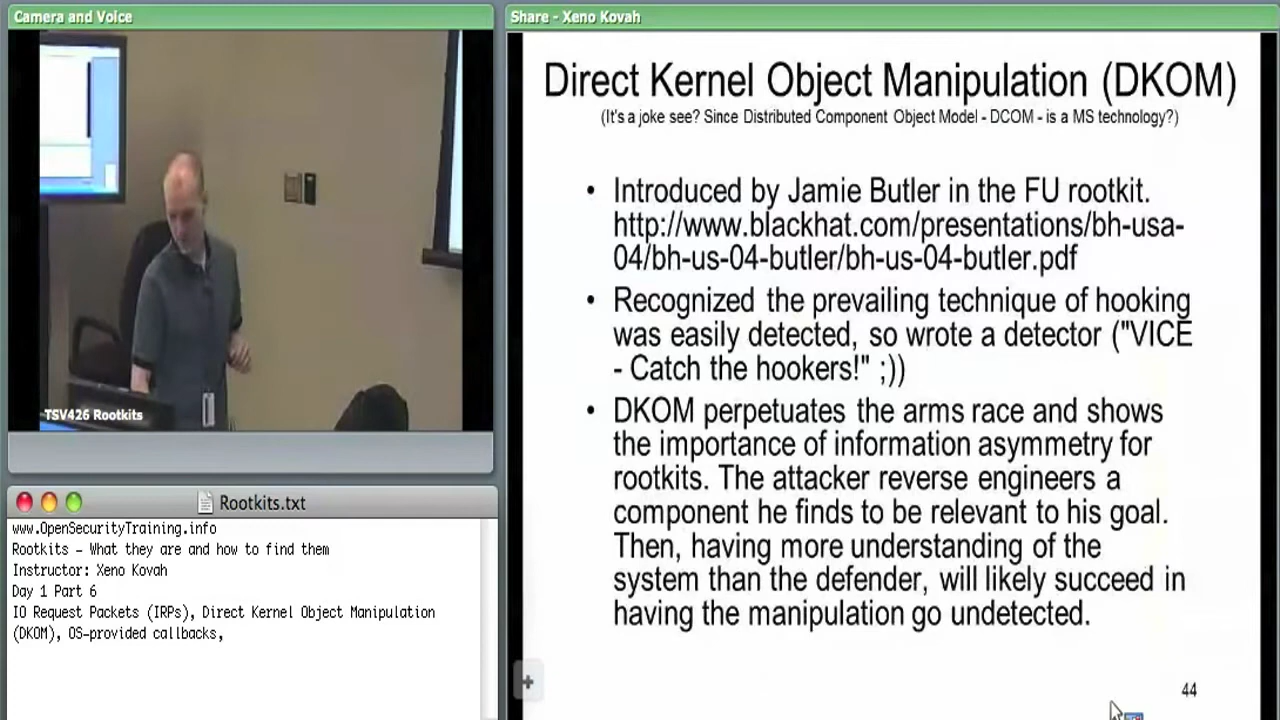 Camera and Voice
TSV426 Rootkits
Rootkits.txt
www.OpenSecurityTraining.info
Rootkits - What they are and how to find them
Instructor: Xeno Kovah
Day 1 Part 6
IO Request Packets (IRPs), Direct Kernel Object Manipulation
(DKOM), OS-provided callbacks,
Share - Xeno Kovah
Direct Kernel Object Manipulation (DKOM)
(It's a joke see? Since Distributed Component Object Model - DCOM - is a MS technology?)
• Introduced by Jamie Butler in the FU rootkit.
http://www.blackhat.com/presentations/bh-usa-
04/bh-us-04-butler/bh-us-04-butler.pdf
• Recognized the prevailing technique of hooking
was easily detected, so wrote a detector ("VICE
- Catch the hookers!" ;))
• DKOM perpetuates the arms race and shows
the importance of information asymmetry for
rootkits. The attacker reverse engineers a
component he finds to be relevant to his goal.
Then, having more understanding of the
system than the defender, will likely succeed in
having the manipulation go undetected.
44